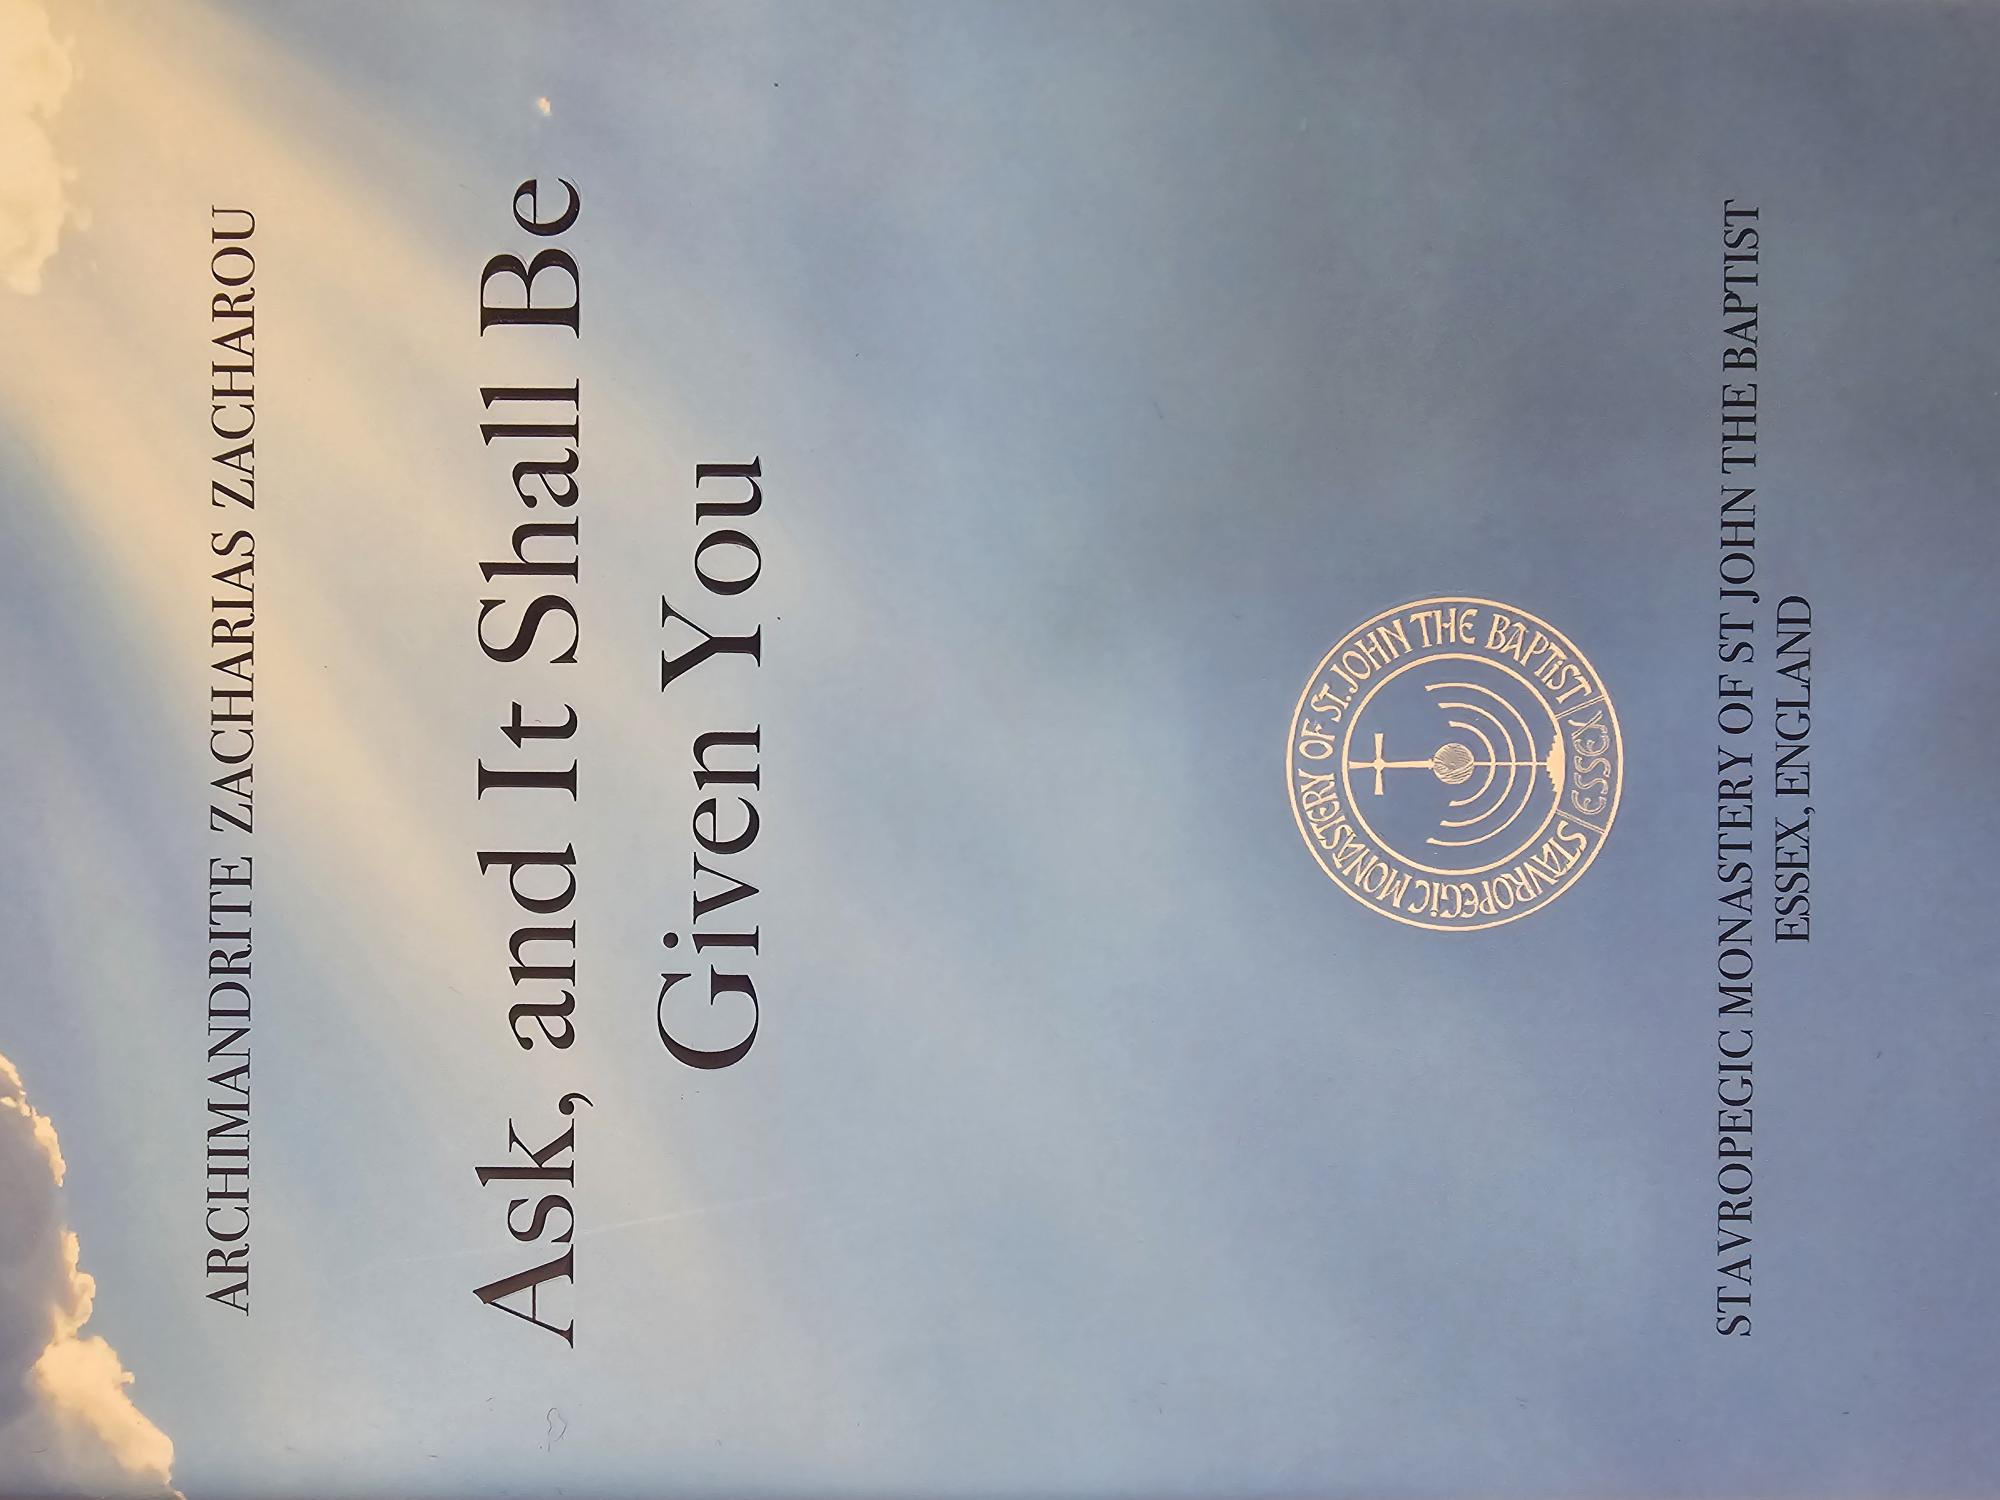 ARCHIMANDRITE ZACHARIAS ZACHAROU
Ask, and It Shall Be
Given You
STAVROPEGIC MONASTERY OF ST. JOHN THE BAPTIST
ESSEX
STAVROPEGIC MONASTERY OF ST JOHN THE BAPTIST
ESSEX, ENGLAND